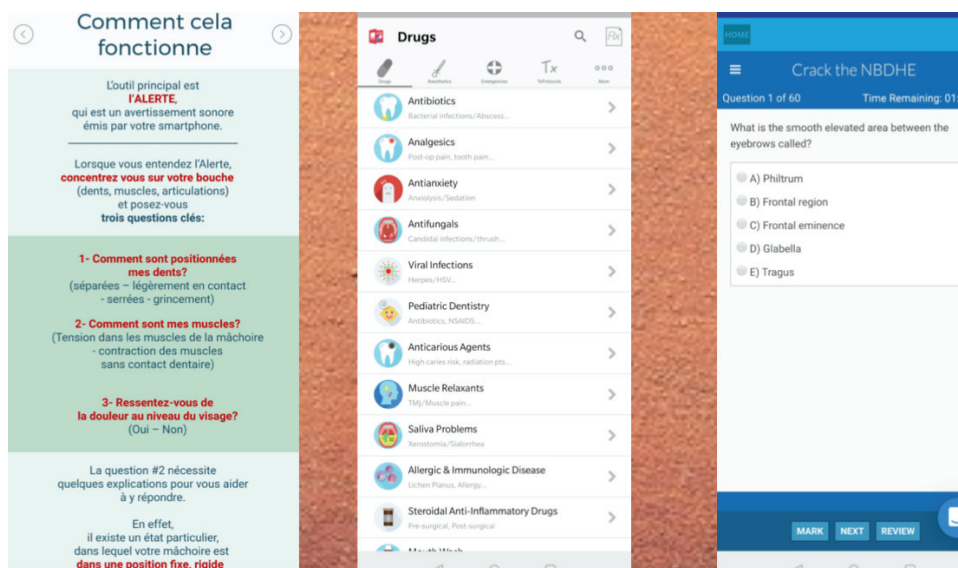 Comment cela
fonctionne
L'outil principal est
l'ALERTE,
qui est un avertissement sonore
émis par votre smartphone.
Lorsque vous entendez l'Alerte,
concentrez vous sur votre bouche
(dents, muscles, articulations)
et posez-vous
trois questions clés:
1- Comment sont positionnées
mes dents?
(séparées – légèrement en contact
- serrées - grincement)
2- Comment sont mes muscles?
(Tension dans les muscles de la mâchoire
- contraction des muscles
sans contact dentaire)
3- Ressentez-vous de
la douleur au niveau du visage?
(Oui – Non)
La question #2 nécessite
quelques explications pour vous aider
à y répondre.
En effet,
il existe un état particulier,
dans lequel votre mâchoire est
dans une position fixe, rigide
Drugs
Rx
Tx
Drugs
Anesthetics
Emergencies
More
Antibiotics
Bacterial infections/Abscess...
Analgesics
Post-op pain, tooth pain...
Antianxiety
Anxiolysis/Sedation
Antifungals
Candidal infections/thrush...
Viral Infections
Herpes/HSV...
Pediatric Dentistry
Antibiotics, NSAIDS...
Anticarious Agents
High caries risk, radiation pts...
Muscle Relaxants
TMJ/Muscle pain...
Saliva Problems
Xerostomia/Sialorrhea
Allergic & Immunologic Disease
Lichen Planus, Allergy...
Steroidal Anti-Inflammatory Drugs
Pre-surgical, Post-surgical
Mouth Wash
HOME
Crack the NBDHE
Question 1 of 60
Time Remaining: 01:
What is the smooth elevated area between the
eyebrows called?
A) Philtrum
B) Frontal region
C) Frontal eminence
D) Glabella
E) Tragus
MARK
NEXT
REVIEW